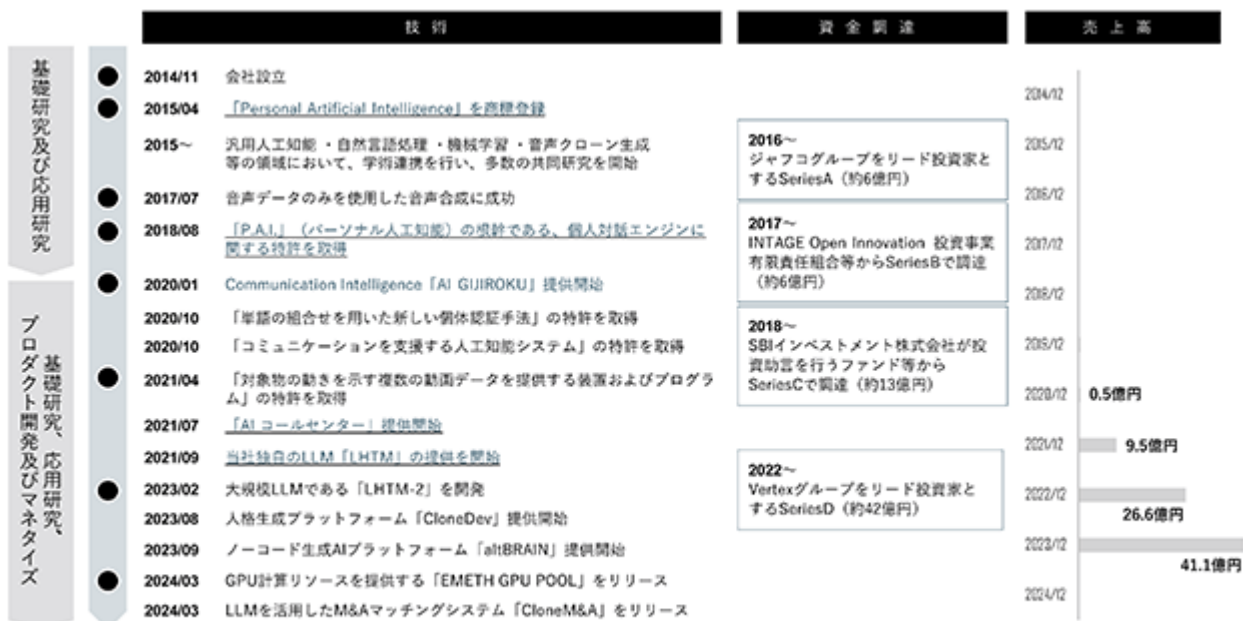 技術
資金調達
売上高
基礎研究及び応用研究
基礎研究、応用研究、
プロダクト開発及びマネタイズ
2014/11 会社設立
2015/04 「Personal Artificial Intelligence」を商標登録
2015～ 汎用人工知能・自然言語処理・機械学習・音声クローン生成
等の領域において、学術連携を行い、多数の共同研究を開始
2017/07 音声データのみを使用した音声合成に成功
2018/08 「P.A.I.」（パーソナル人工知能）の根幹である、個人対話エンジンに
関する特許を取得
2020/01 Communication Intelligence「AI GIJIROKU」提供開始
2020/10 「単語の組合せを用いた新しい個体認証手法」の特許を取得
2020/10 「コミュニケーションを支援する人工知能システム」の特許を取得
2021/04 「対象物の動きを示す複数の動画データを提供する装置およびプログラ
ム」の特許を取得
2021/07 「AIコールセンター」提供開始
2021/09 当社独自のLLM「LHTM」の提供を開始
2023/02 大規模LLMである「LHTM-2」を開発
2023/08 人格生成プラットフォーム「CloneDev」提供開始
2023/09 ノーコード生成AIプラットフォーム「altBRAIN」提供開始
2024/03 GPU計算リソースを提供する「EMETH GPU POOL」をリリース
2024/03 LLMを活用したM&Aマッチングシステム「CloneM&A」をリリース
2016～
ジャフコグループをリード投資家と
するSeriesA（約6億円）
2017～
INTAGE Open Innovation 投資事業
有限責任組合等からSeriesBで調達
（約6億円）
2018～
SBIインベストメント株式会社が投
資助言を行うファンド等から
SeriesCで調達（約13億円）
2022～
Vertexグループをリード投資家と
するSeriesD（約42億円）
2014/12
2015/12
2016/12
2017/12
2018/12
2019/12
2020/12 0.5億円
2021/12 9.5億円
2022/12
26.6億円
2023/12
41.1億円
2024/12